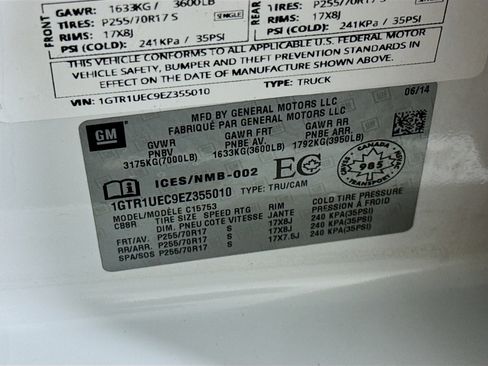 FRONT
GAWR: 1633KG / 3600LB
TIRES: P255/70R17 S SINGLE
RIMS: 17X8J
PSI (COLD): 241KPA / 35PSI
REAR
TIRES: P255/70R17 S
RIMS: 17X8J SINGLE
PSI (COLD): 241KPA / 35PSI
THIS VEHICLE CONFORMS TO ALL APPLICABLE U.S. FEDERAL MOTOR
VEHICLE SAFETY, BUMPER, AND THEFT PREVENTION STANDARDS IN
EFFECT ON THE DATE OF MANUFACTURE SHOWN ABOVE.
VIN: 1GTR1UEC9EZ355010 TYPE: TRUCK
GM
MFD BY GENERAL MOTORS LLC 06/14
FABRIQUÉ PAR GENERAL MOTORS LLC
GVWR GAWR FRT GAWR RR
PNBV PNBE AV. PNBE ARR.
3175KG(7000LB) 1633KG(3600LB) 1792KG(3950LB)
ICES/NMB-002 EC
CANADA
905
TRANSPORT
1GTR1UEC9EZ355010 TYPE: TRU/CAM
MODEL/MODÈLE C15753
CB8R TIRE SIZE SPEED RTG RIM COLD TIRE PRESSURE
DIM. PNEU COTE VITESSE JANTE PRESSION À FROID
FRT/AV. P255/70R17 S 17X8J 240 KPA(35PSI)
RR/ARR. P255/70R17 S 17X8J 240 KPA(35PSI)
P255/70R17 S 17X7.5J 240 KPA(35PSI)